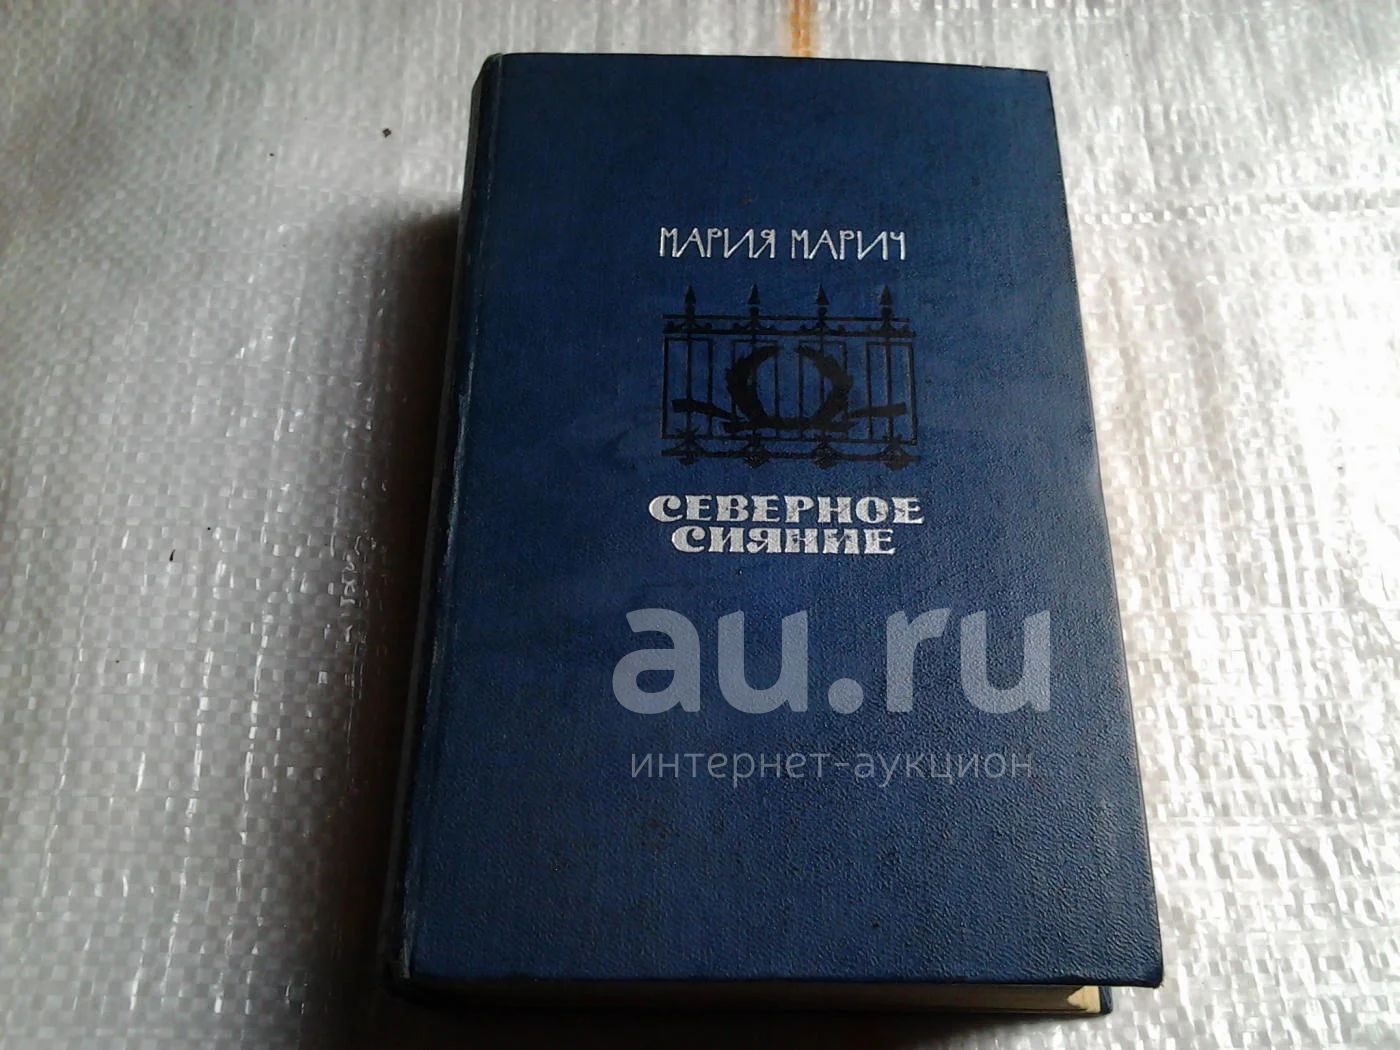 МАРИЯ МАРИЧ
СЕВЕРНОЕ
СИЯНИЕ
au.ru
интернет-аукцион